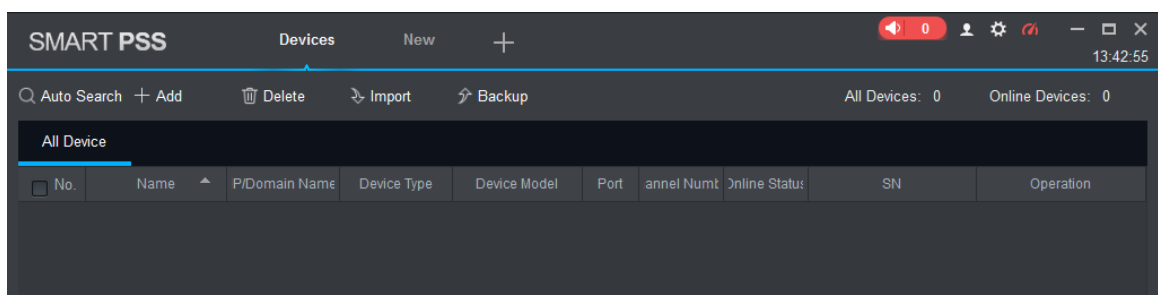 SMART PSS Devices New 0
13:42:55
Auto Search Add Delete Import Backup All Devices: 0 Online Devices: 0
All Device
No. Name P/Domain Name Device Type Device Model Port annel Numb Online Status SN Operation